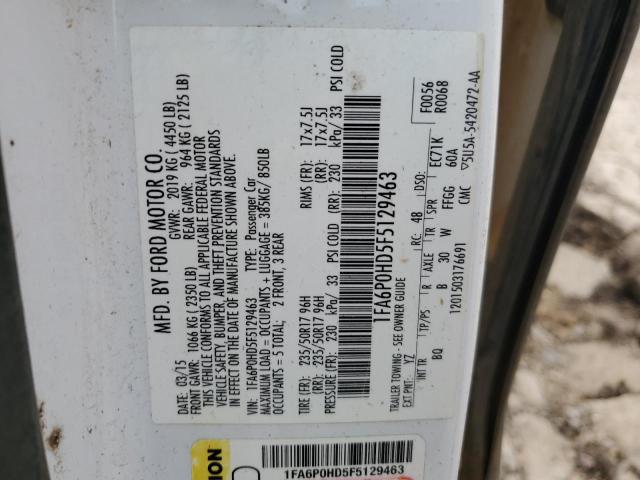 MFD. BY FORD MOTOR CO.
DATE: 03/15 GVWR: 2019 KG ( 4450 LB)
FRONT GAWR: 1066 KG ( 2350 LB) REAR GAWR: 964 KG ( 2125 LB)
THIS VEHICLE CONFORMS TO ALL APPLICABLE FEDERAL MOTOR
VEHICLE SAFETY, BUMPER, AND THEFT PREVENTION STANDARDS
IN EFFECT ON THE DATE OF MANUFACTURE SHOWN ABOVE.
VIN: 1FA6P0HD5F5129463 TYPE: Passenger Car
MAXIMUM LOAD = OCCUPANTS + LUGGAGE = 385KG/ 850LB
OCCUPANTS = 5 TOTAL; 2 FRONT, 3 REAR
TIRE (FR): 235/50R17 96H RIMS (FR): 17x7.5J
(RR): 235/50R17 96H (RR): 17x7.5J
PRESSURE (FR): 230 kPa/ 33 PSI COLD (RR): 230 kPa/ 33 PSI COLD
1FA6P0HD5F5129463
TRAILER TOWING - SEE OWNER GUIDE F0056
EXT PNT: YZ RC: 48 DSO: R0068
INT TR TP/PS R AXLE TR SPR EC71K
BQ B 30 W FFGG 60A
1201503176691 CMC ▽5U5A-5420472-AA
1FA6P0HD5F5129463